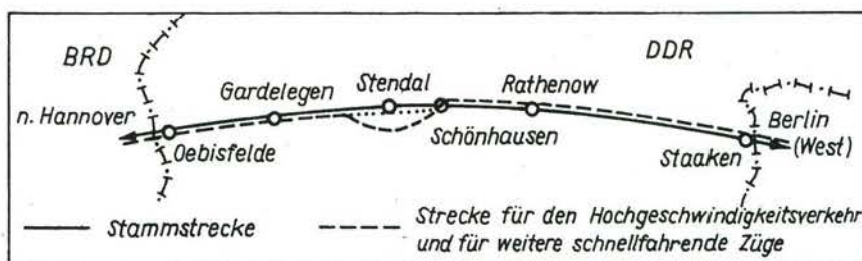 BRD
DDR
Stendal
Rathenow
Gardelegen
n. Hannover
Berlin
(West)
Oebisfelde
Schönhausen
Staaken
Stammstrecke
Strecke für den Hochgeschwindigkeitsverkehr
und für weitere schnellfahrende Züge